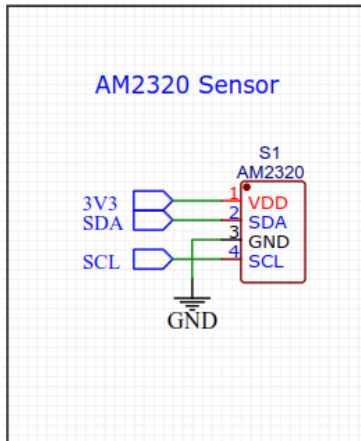 AM2320 Sensor
S1
AM2320
3V3 1 VDD
SDA 2 SDA
3 GND
SCL 4 SCL
GND